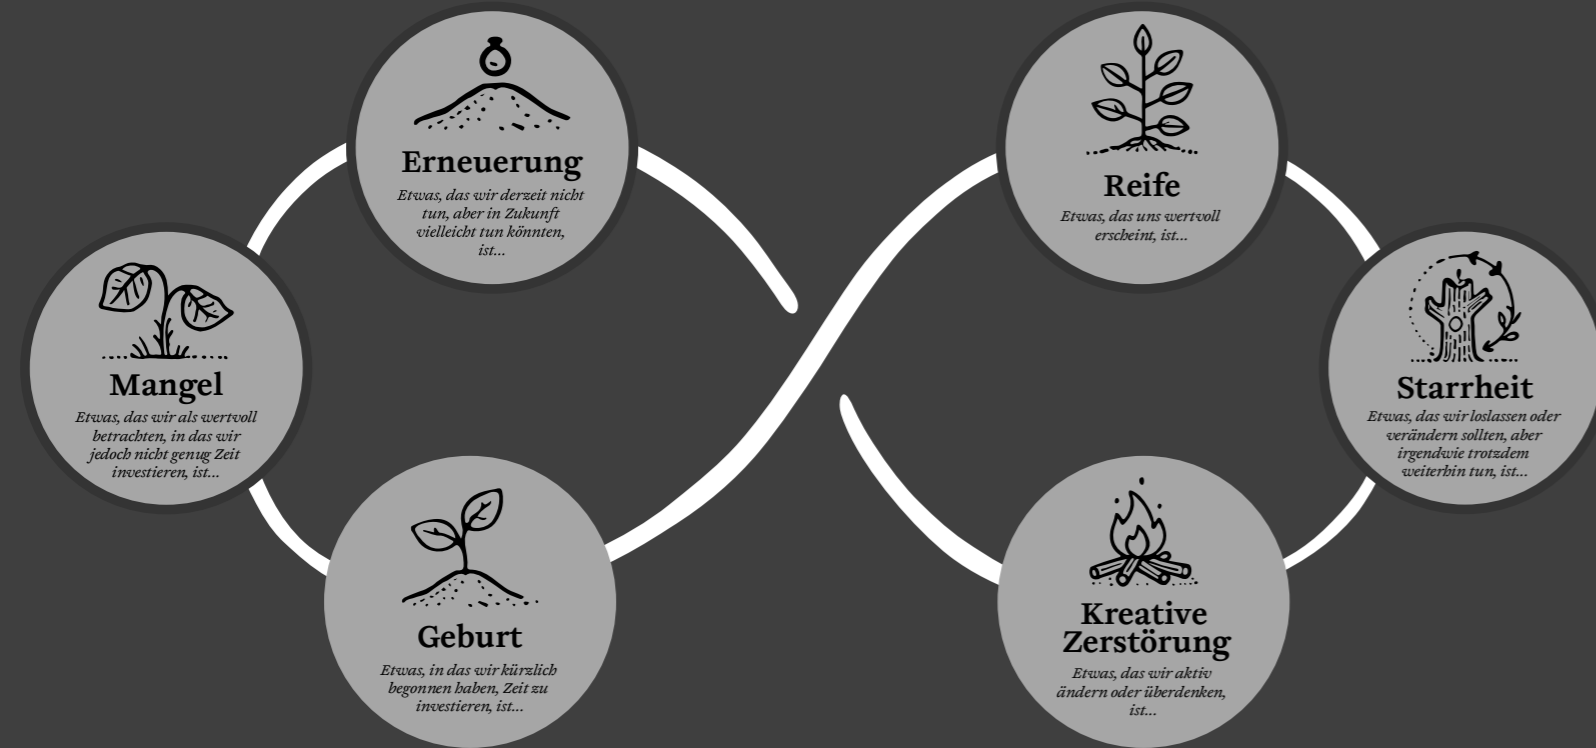 Erneuerung
Etwas, das wir derzeit nicht
tun, aber in Zukunft
vielleicht tun könnten,
ist...
Reife
Etwas, das uns wertvoll
erscheint, ist...
Mangel
Etwas, das wir als wertvoll
betrachten, in das wir
jedoch nicht genug Zeit
investieren, ist...
Starrheit
Etwas, das wir loslassen oder
verändern sollten, aber
irgendwie trotzdem
weiterhin tun, ist...
Geburt
Etwas, in das wir kürzlich
begonnen haben, Zeit zu
investieren, ist...
Kreative
Zerstörung
Etwas, das wir aktiv
ändern oder überdenken,
ist...